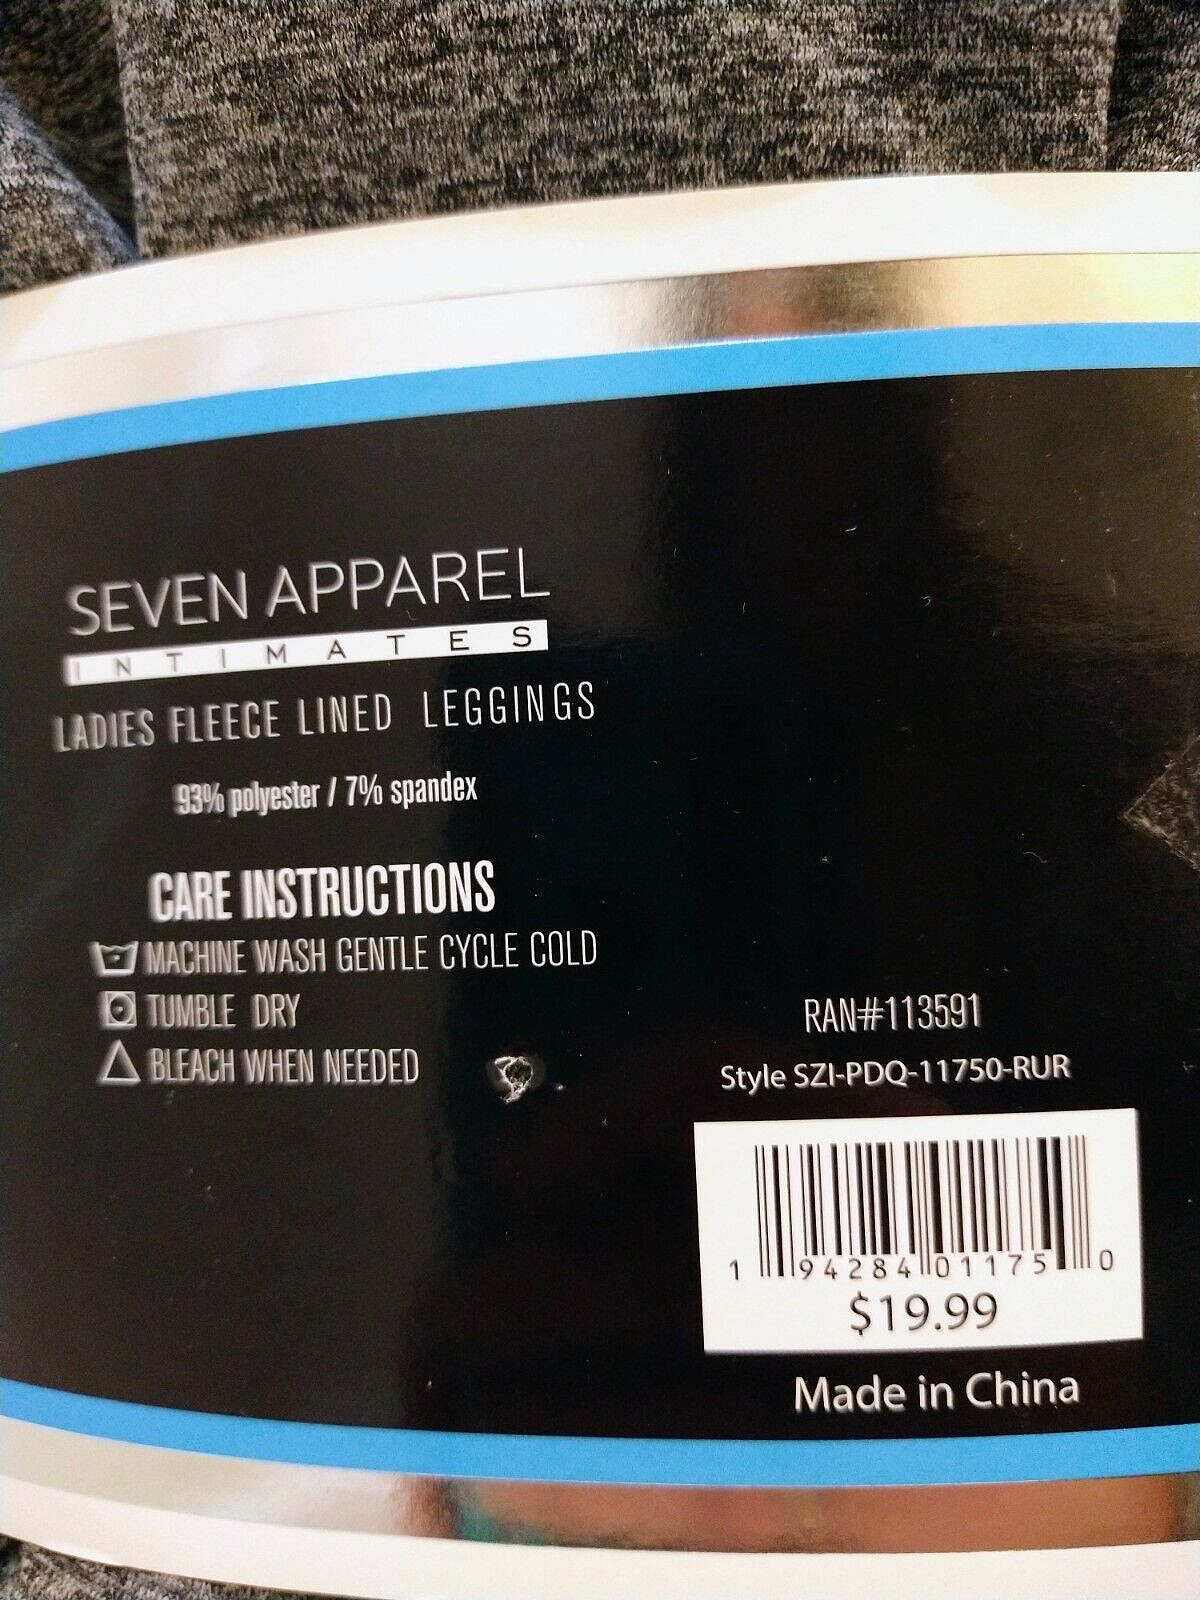 SEVEN APPAREL
INTIMATES
LADIES FLEECE LINED LEGGINGS
93% polyester / 7% spandex
CARE INSTRUCTIONS
MACHINE WASH GENTLE CYCLE COLD
TUMBLE DRY
BLEACH WHEN NEEDED
RAN#113591
Style SZI-PDQ-11750-RUR
1 94284 01175 0
$19.99
Made in China